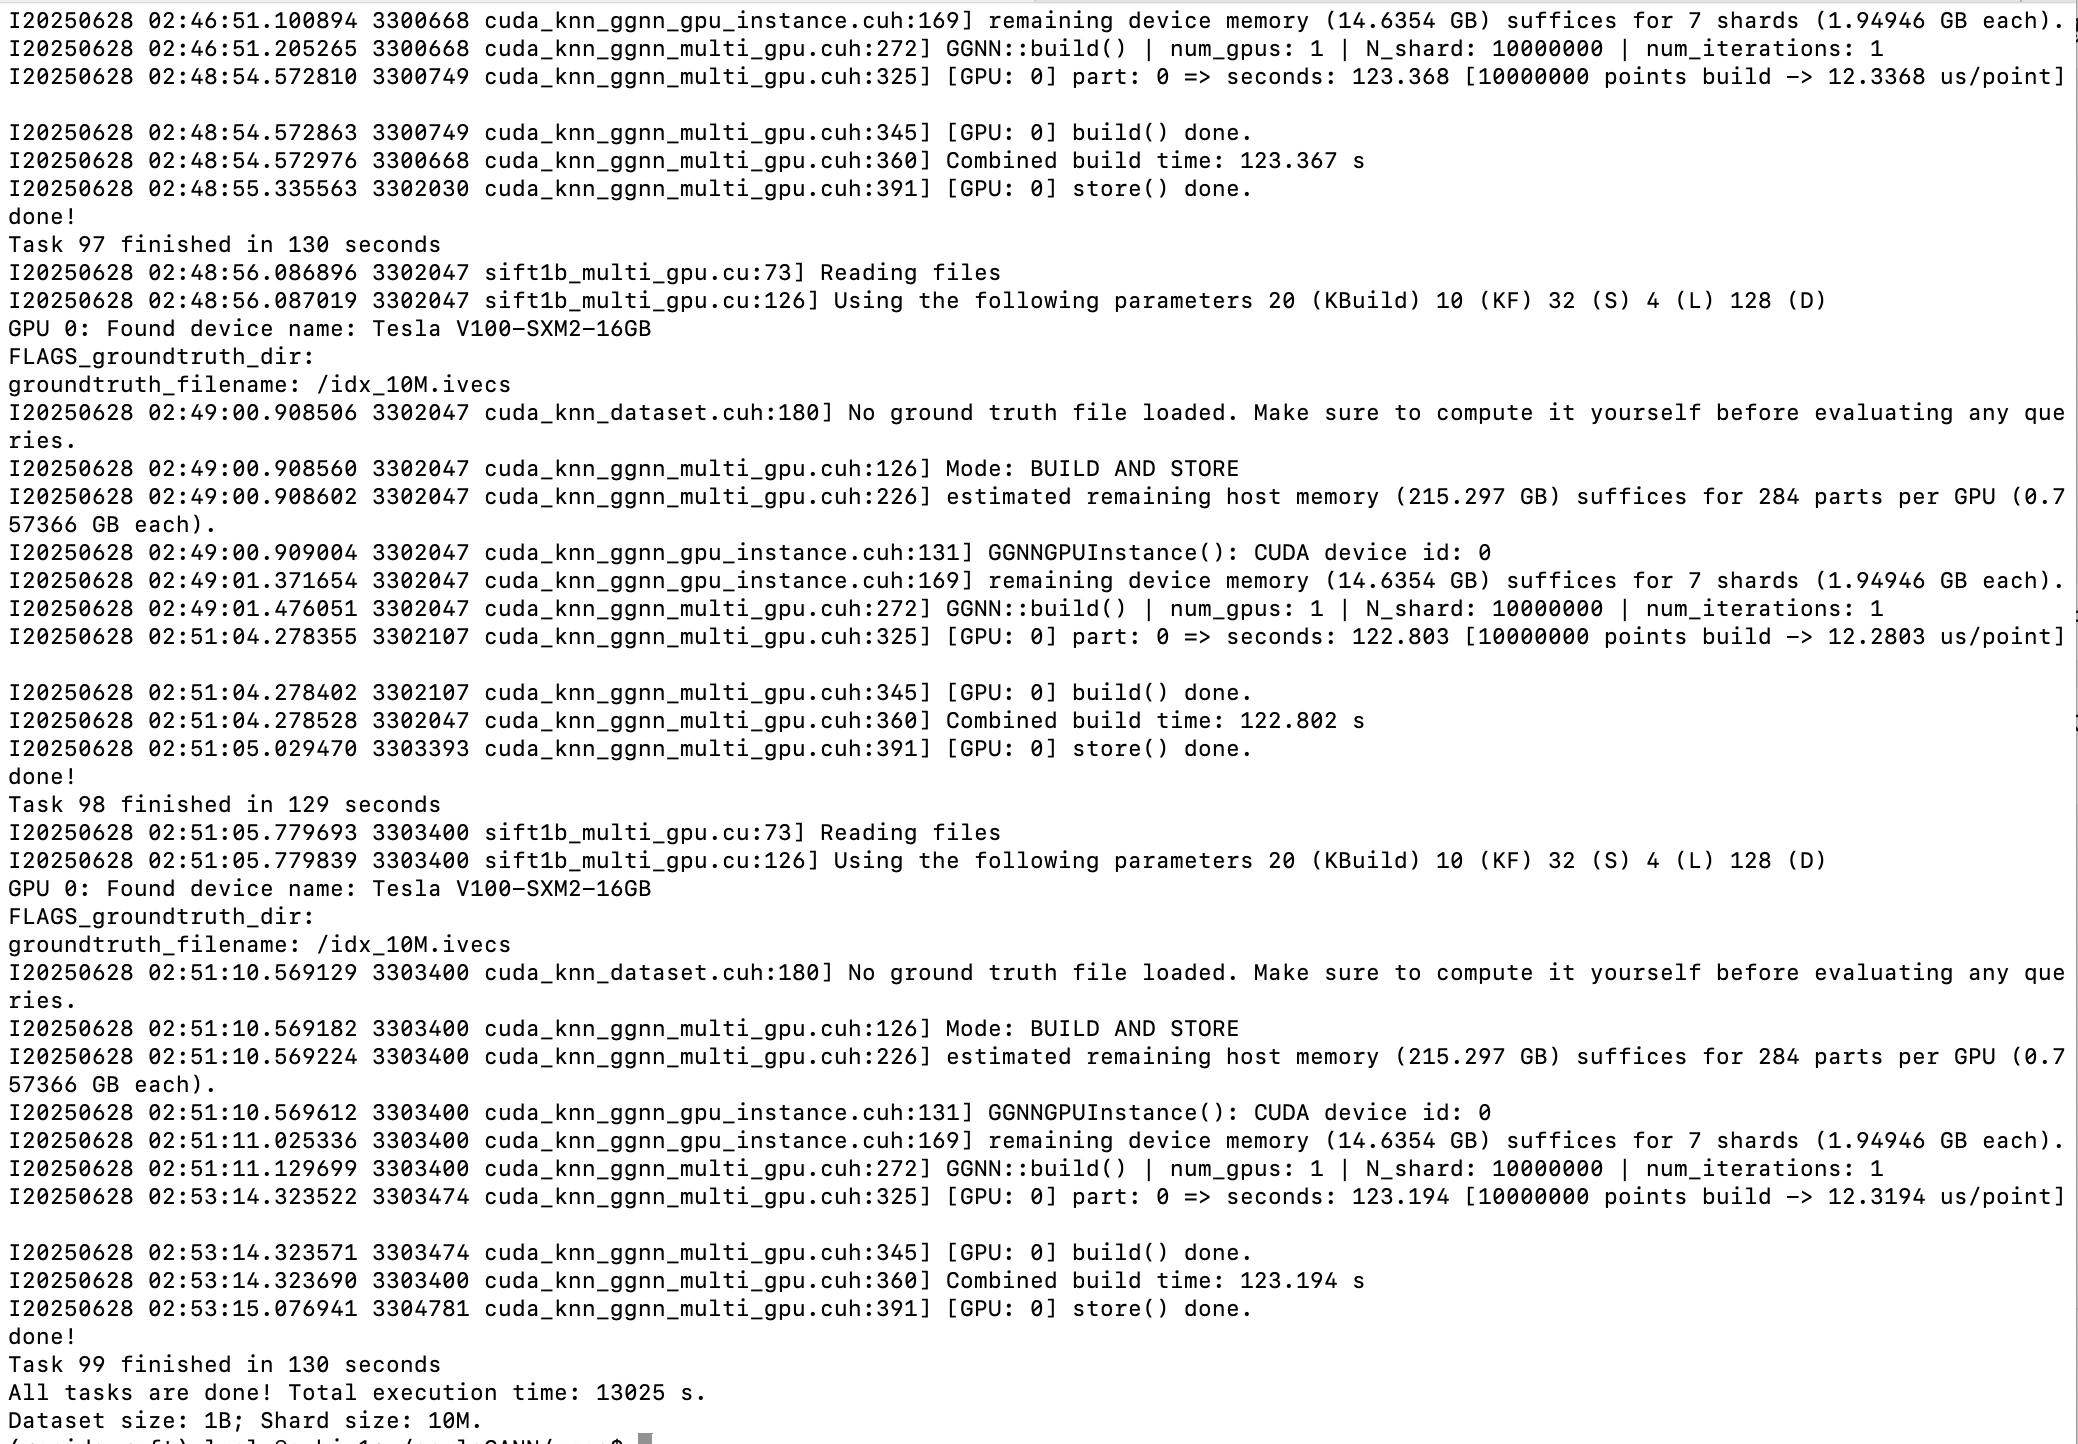 I20250628 02:46:51.100894 3300668 cuda_knn_ggnn_gpu_instance.cuh:169] remaining device memory (14.6354 GB) suffices for 7 shards (1.94946 GB each).
I20250628 02:46:51.205265 3300668 cuda_knn_ggnn_multi_gpu.cuh:272] GGNN::build() | num_gpus: 1 | N_shard: 10000000 | num_iterations: 1
I20250628 02:48:54.572810 3300749 cuda_knn_ggnn_multi_gpu.cuh:325] [GPU: 0] part: 0 => seconds: 123.368 [10000000 points build -> 12.3368 us/point]
I20250628 02:48:54.572863 3300749 cuda_knn_ggnn_multi_gpu.cuh:345] [GPU: 0] build() done.
I20250628 02:48:54.572976 3300668 cuda_knn_ggnn_multi_gpu.cuh:360] Combined build time: 123.367 s
I20250628 02:48:55.335563 3302030 cuda_knn_ggnn_multi_gpu.cuh:391] [GPU: 0] store() done.
done!
Task 97 finished in 130 seconds
I20250628 02:48:56.086896 3302047 sift1b_multi_gpu.cu:73] Reading files
I20250628 02:48:56.087019 3302047 sift1b_multi_gpu.cu:126] Using the following parameters 20 (KBuild) 10 (KF) 32 (S) 4 (L) 128 (D)
GPU 0: Found device name: Tesla V100-SXM2-16GB
FLAGS_groundtruth_dir:
groundtruth_filename: /idx_10M.ivecs
I20250628 02:49:00.908506 3302047 cuda_knn_dataset.cuh:180] No ground truth file loaded. Make sure to compute it yourself before evaluating any que
ries.
I20250628 02:49:00.908560 3302047 cuda_knn_ggnn_multi_gpu.cuh:126] Mode: BUILD AND STORE
I20250628 02:49:00.908602 3302047 cuda_knn_ggnn_multi_gpu.cuh:226] estimated remaining host memory (215.297 GB) suffices for 284 parts per GPU (0.7
57366 GB each).
I20250628 02:49:00.909004 3302047 cuda_knn_ggnn_gpu_instance.cuh:131] GGNNGPUInstance(): CUDA device id: 0
I20250628 02:49:01.371654 3302047 cuda_knn_ggnn_gpu_instance.cuh:169] remaining device memory (14.6354 GB) suffices for 7 shards (1.94946 GB each).
I20250628 02:49:01.476051 3302047 cuda_knn_ggnn_multi_gpu.cuh:272] GGNN::build() | num_gpus: 1 | N_shard: 10000000 | num_iterations: 1
I20250628 02:51:04.278355 3302107 cuda_knn_ggnn_multi_gpu.cuh:325] [GPU: 0] part: 0 => seconds: 122.803 [10000000 points build -> 12.2803 us/point]
I20250628 02:51:04.278402 3302107 cuda_knn_ggnn_multi_gpu.cuh:345] [GPU: 0] build() done.
I20250628 02:51:04.278528 3302047 cuda_knn_ggnn_multi_gpu.cuh:360] Combined build time: 122.802 s
I20250628 02:51:05.029470 3303393 cuda_knn_ggnn_multi_gpu.cuh:391] [GPU: 0] store() done.
done!
Task 98 finished in 129 seconds
I20250628 02:51:05.779693 3303400 sift1b_multi_gpu.cu:73] Reading files
I20250628 02:51:05.779839 3303400 sift1b_multi_gpu.cu:126] Using the following parameters 20 (KBuild) 10 (KF) 32 (S) 4 (L) 128 (D)
GPU 0: Found device name: Tesla V100-SXM2-16GB
FLAGS_groundtruth_dir:
groundtruth_filename: /idx_10M.ivecs
I20250628 02:51:10.569129 3303400 cuda_knn_dataset.cuh:180] No ground truth file loaded. Make sure to compute it yourself before evaluating any que
ries.
I20250628 02:51:10.569182 3303400 cuda_knn_ggnn_multi_gpu.cuh:126] Mode: BUILD AND STORE
I20250628 02:51:10.569224 3303400 cuda_knn_ggnn_multi_gpu.cuh:226] estimated remaining host memory (215.297 GB) suffices for 284 parts per GPU (0.7
57366 GB each).
I20250628 02:51:10.569612 3303400 cuda_knn_ggnn_gpu_instance.cuh:131] GGNNGPUInstance(): CUDA device id: 0
I20250628 02:51:11.025336 3303400 cuda_knn_ggnn_gpu_instance.cuh:169] remaining device memory (14.6354 GB) suffices for 7 shards (1.94946 GB each).
I20250628 02:51:11.129699 3303400 cuda_knn_ggnn_multi_gpu.cuh:272] GGNN::build() | num_gpus: 1 | N_shard: 10000000 | num_iterations: 1
I20250628 02:53:14.323522 3303474 cuda_knn_ggnn_multi_gpu.cuh:325] [GPU: 0] part: 0 => seconds: 123.194 [10000000 points build -> 12.3194 us/point]
I20250628 02:53:14.323571 3303474 cuda_knn_ggnn_multi_gpu.cuh:345] [GPU: 0] build() done.
I20250628 02:53:14.323690 3303400 cuda_knn_ggnn_multi_gpu.cuh:360] Combined build time: 123.194 s
I20250628 02:53:15.076941 3304781 cuda_knn_ggnn_multi_gpu.cuh:391] [GPU: 0] store() done.
done!
Task 99 finished in 130 seconds
All tasks are done! Total execution time: 13025 s.
Dataset size: 1B; Shard size: 10M.